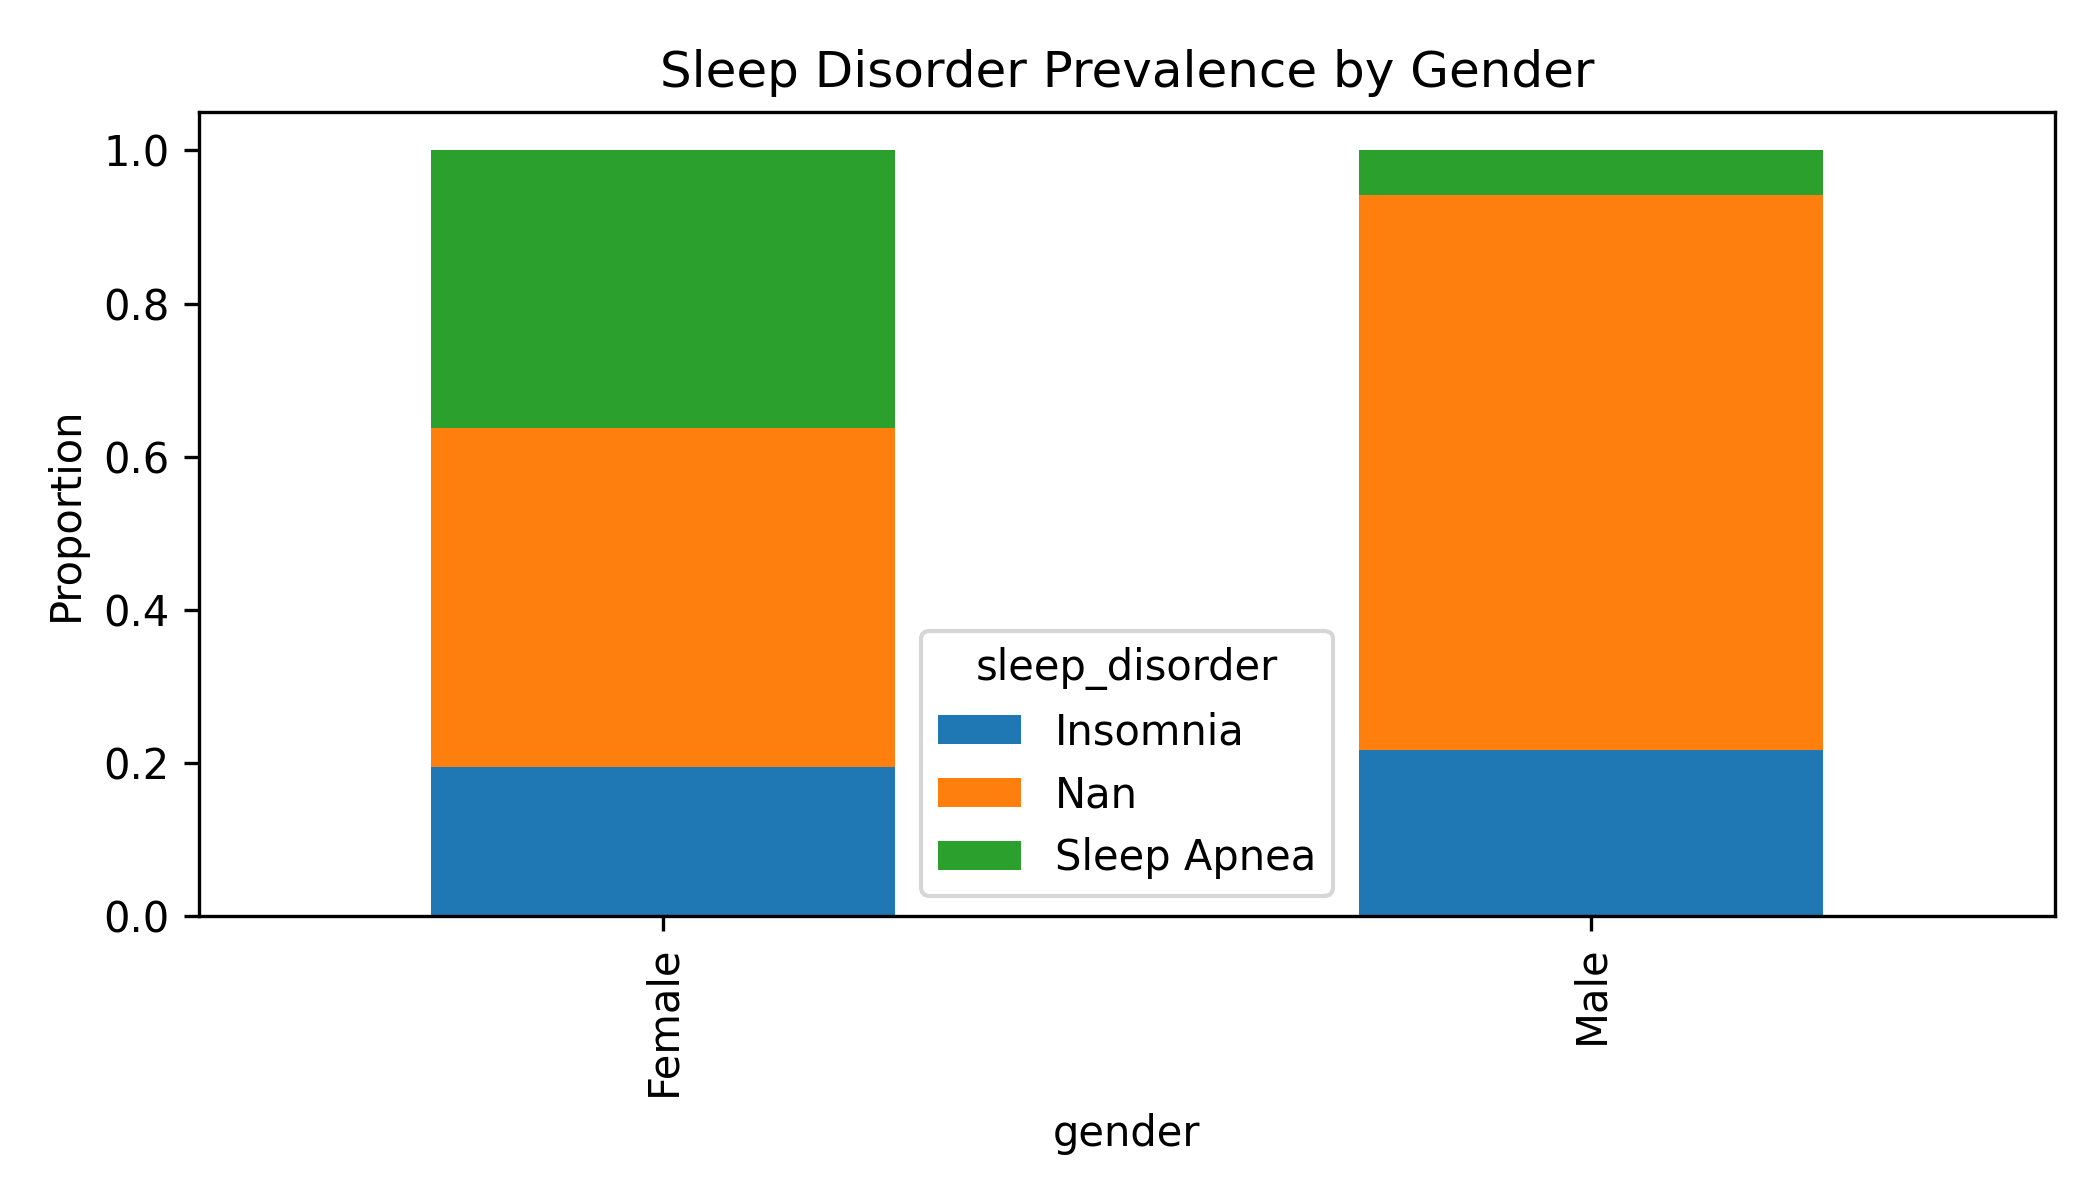 Sleep Disorder Prevalence by Gender
1.0
0.8
0.6
0.4
0.2
0.0
Proportion
sleep_disorder
Insomnia
Nan
Sleep Apnea
Female
Male
gender